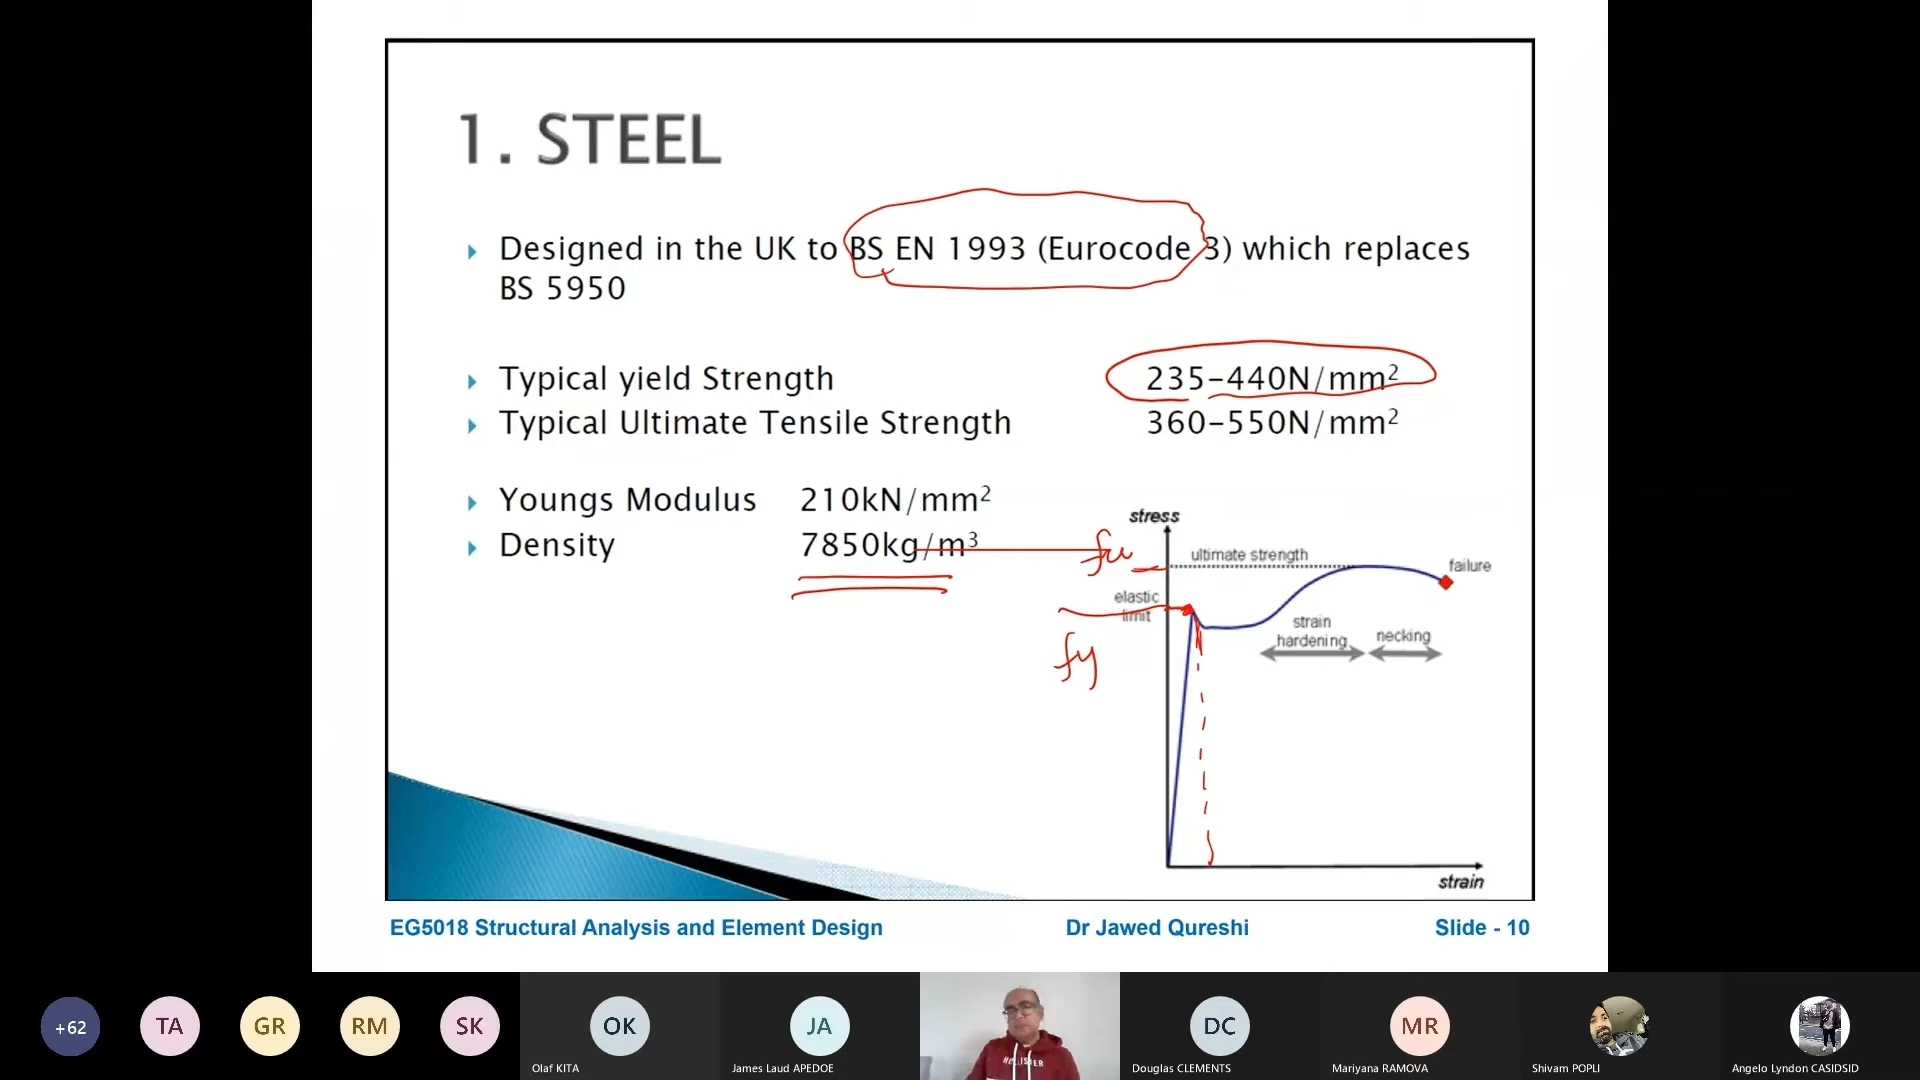 1. STEEL
Designed in the UK to BS EN 1993 (Eurocode 3) which replaces
BS 5950
Typical yield Strength 235-440N/mm²
Typical Ultimate Tensile Strength 360-550N/mm²
Youngs Modulus 210kN/mm²
Density 7850kg/m³
stress
fu
ultimate strength
failure
elastic
limit
strain
hardening
necking
fy
strain
EG5018 Structural Analysis and Element Design Dr Jawed Qureshi Slide - 10
+62 TA GR RM SK OK JA DC MR
HOLLISTER
Olaf KITA James Laud APEDOE Douglas CLEMENTS Mariyana RAMOVA Shivam POPLI Angelo Lyndon CASIDSID